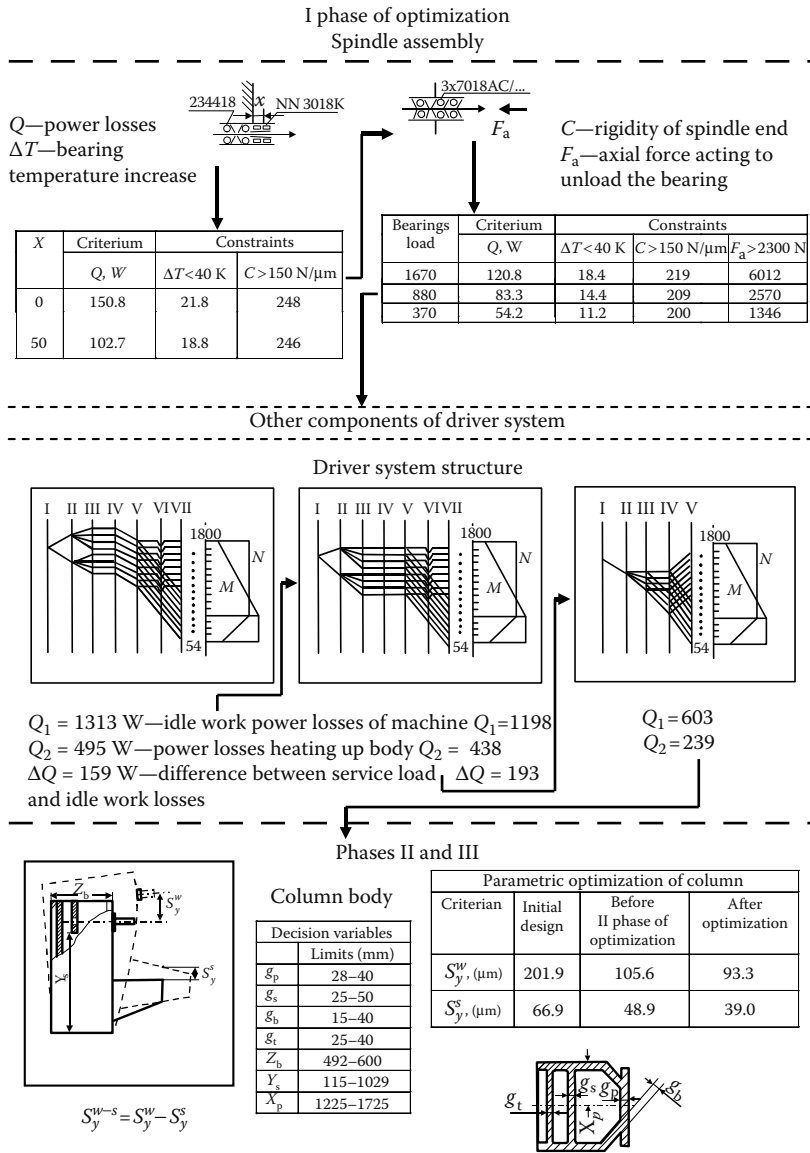 I phase of optimization
Spindle assembly
234418
x
NN 3018K
3x7018AC/...
F_a
Q—power losses
ΔT—bearing
temperature increase
C—rigidity of spindle end
F_a—axial force acting to
unload the bearing
X Criterium Constraints
Q, W ΔT<40 K C>150 N/μm
0 150.8 21.8 248
50 102.7 18.8 246
Bearings load Criterium Constraints
Q, W ΔT<40 K C>150 N/μm F_a>2300 N
1670 120.8 18.4 219 6012
880 83.3 14.4 209 2570
370 54.2 11.2 200 1346
Other components of driver system
Driver system structure
I II III IV V VI VII
1800
N
M
54
I II III IV V VI VII
1800
N
M
54
I II III IV V
1800
N
M
54
Q_1 = 1313 W—idle work power losses of machine Q_1=1198
Q_2 = 495 W—power losses heating up body Q_2 = 438
ΔQ = 159 W—difference between service load ΔQ = 193
and idle work losses
Q_1=603
Q_2=239
Phases II and III
Z_b
S_y^w
Y_s
S_y^s
S_y^{w–s}=S_y^w–S_y^s
Column body
Decision variables
Limits (mm)
g_p 28–40
g_s 25–50
g_b 15–40
g_t 25–40
Z_b 492–600
Y_s 115–1029
X_p 1225–1725
Parametric optimization of column
Criterian Initial design Before II phase of optimization After optimization
S_y^w, (μm) 201.9 105.6 93.3
S_y^s, (μm) 66.9 48.9 39.0
g_t
g_s
g_p
g_b
X_p